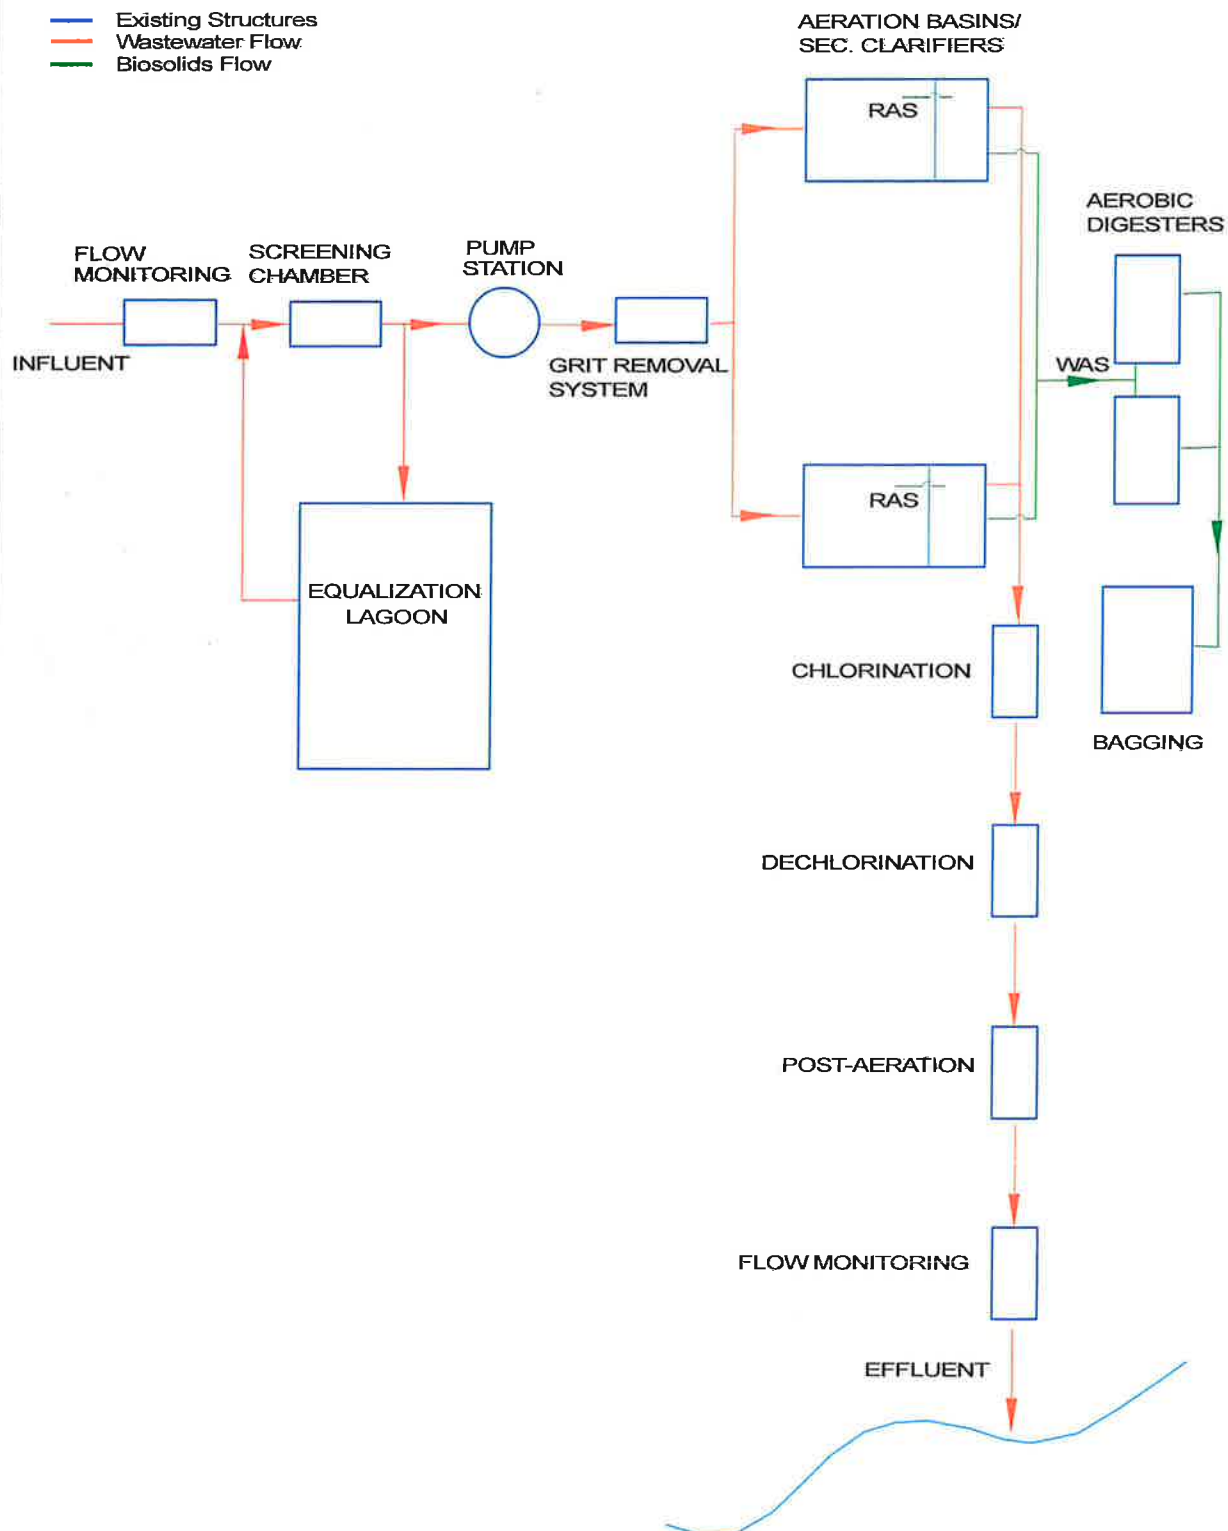 Existing Structures
Wastewater Flow
Biosolids Flow
AERATION BASINS/
SEC. CLARIFIERS
RAS
AEROBIC
DIGESTERS
FLOW
MONITORING
SCREENING
CHAMBER
PUMP
STATION
INFLUENT
GRIT REMOVAL
SYSTEM
WAS
RAS
EQUALIZATION
LAGOON
CHLORINATION
BAGGING
DECHLORINATION
POST-AERATION
FLOW MONITORING
EFFLUENT